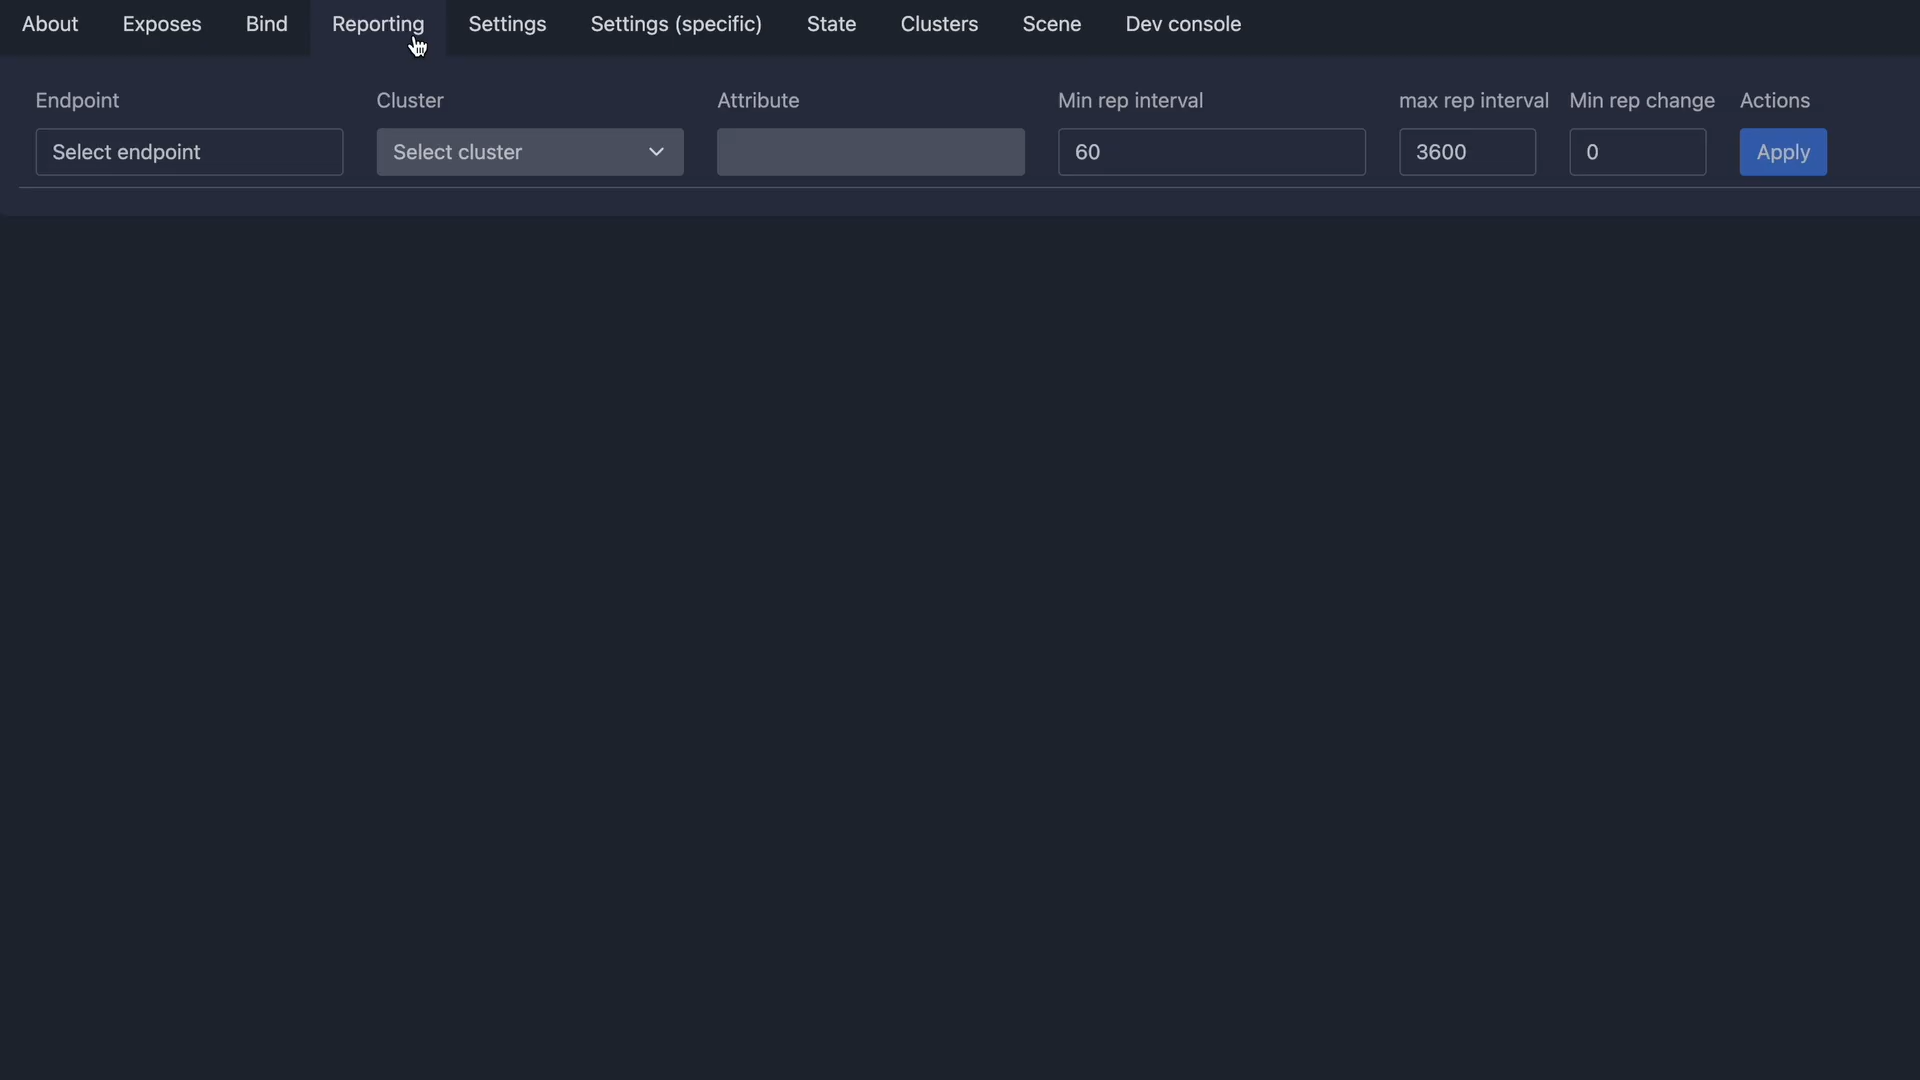 About Exposes Bind Reporting Settings Settings (specific) State Clusters Scene Dev console
Endpoint Cluster Attribute Min rep interval max rep interval Min rep change Actions
Select endpoint Select cluster 60 3600 0 Apply